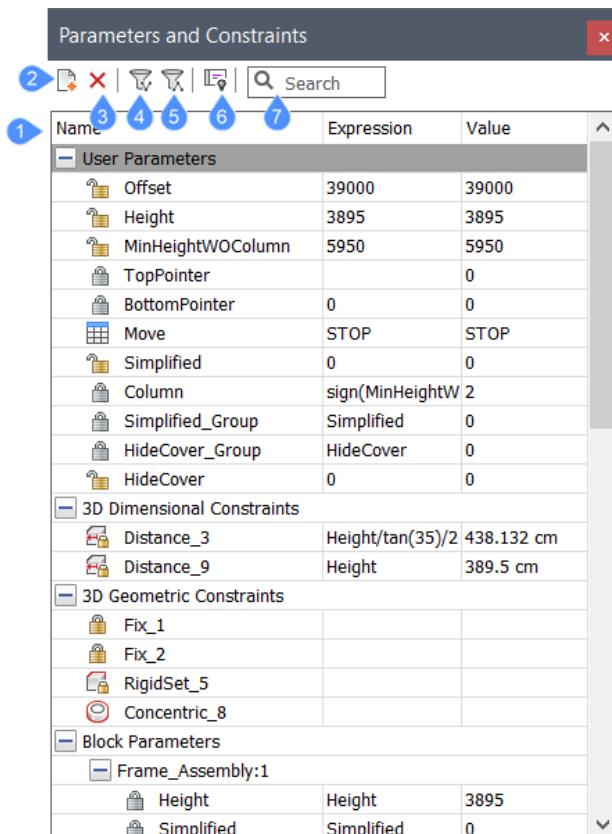 Parameters and Constraints
×
2
Search
3 4 5 6 7
1
Name Expression Value
User Parameters
Offset 39000 39000
Height 3895 3895
MinHeightWOColumn 5950 5950
TopPointer 0
BottomPointer 0 0
Move STOP STOP
Simplified 0 0
Column sign(MinHeightW 2
Simplified_Group Simplified 0
HideCover_Group HideCover 0
HideCover 0 0
3D Dimensional Constraints
Distance_3 Height/tan(35)/2 438.132 cm
Distance_9 Height 389.5 cm
3D Geometric Constraints
Fix_1
Fix_2
RigidSet_5
Concentric_8
Block Parameters
Frame_Assembly:1
Height Height 3895
Simplified Simplified 0